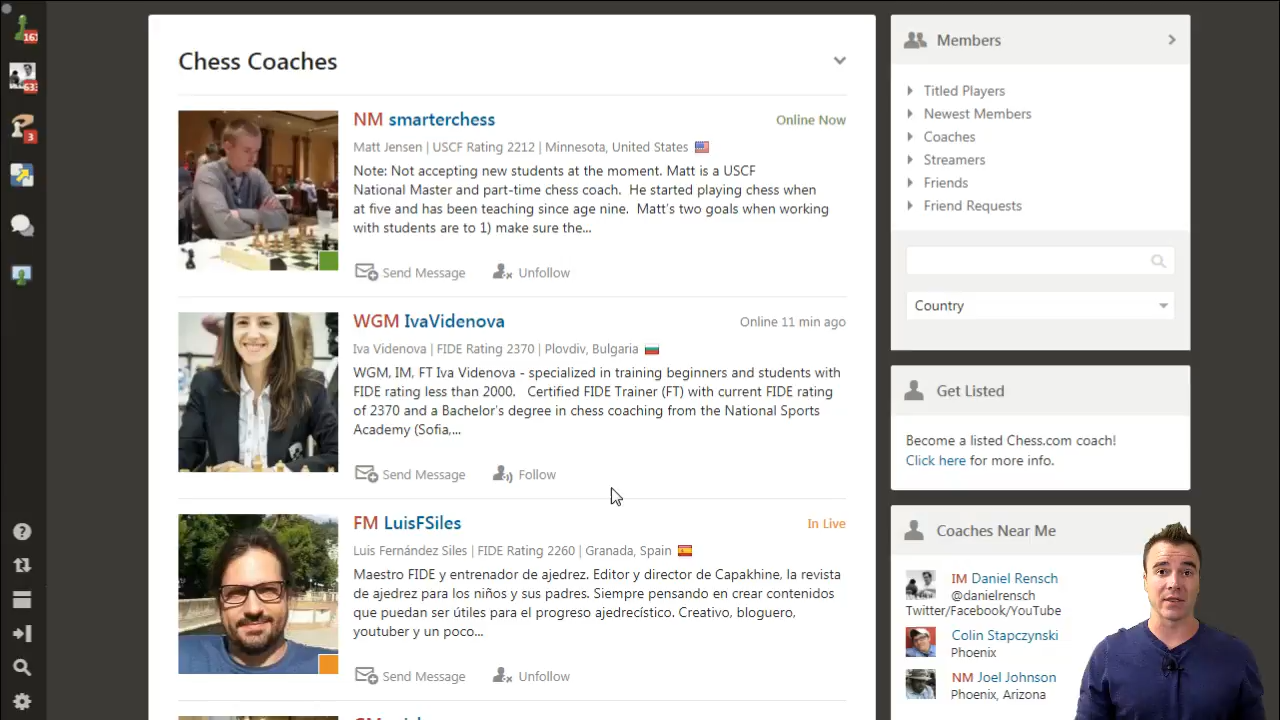 161
633
3
Chess Coaches
NM smarterchess
Online Now
Matt Jensen | USCF Rating 2212 | Minnesota, United States
Note: Not accepting new students at the moment. Matt is a USCF
National Master and part-time chess coach. He started playing chess when
at five and has been teaching since age nine. Matt's two goals when working
with students are to 1) make sure the...
Send Message Unfollow
WGM IvaVidenova
Online 11 min ago
Iva Videnova | FIDE Rating 2370 | Plovdiv, Bulgaria
WGM, IM, FT Iva Videnova - specialized in training beginners and students with
FIDE rating less than 2000. Certified FIDE Trainer (FT) with current FIDE rating
of 2370 and a Bachelor's degree in chess coaching from the National Sports
Academy (Sofia,...
Send Message Follow
FM LuisFSiles
In Live
Luis Fernández Siles | FIDE Rating 2260 | Granada, Spain
Maestro FIDE y entrenador de ajedrez. Editor y director de Capakhine, la revista
de ajedrez para los niños y sus padres. Siempre pensando en crear contenidos
que puedan ser útiles para el progreso ajedrecístico. Creativo, bloguero,
youtuber y un poco...
Send Message Unfollow
Members
Titled Players
Newest Members
Coaches
Streamers
Friends
Friend Requests
Country
Get Listed
Become a listed Chess.com coach!
Click here for more info.
Coaches Near Me
IM Daniel Rensch
@danielrensch
Twitter/Facebook/YouTube
Colin Stapczynski
Phoenix
NM Joel Johnson
Phoenix, Arizona